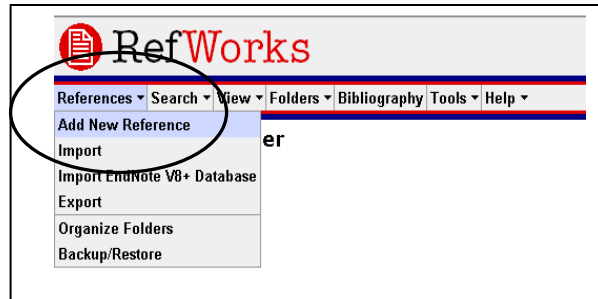 RefWorks
References Search View Folders Bibliography Tools Help
Add New Reference
er
Import
Import EndNote V8+ Database
Export
Organize Folders
Backup/Restore